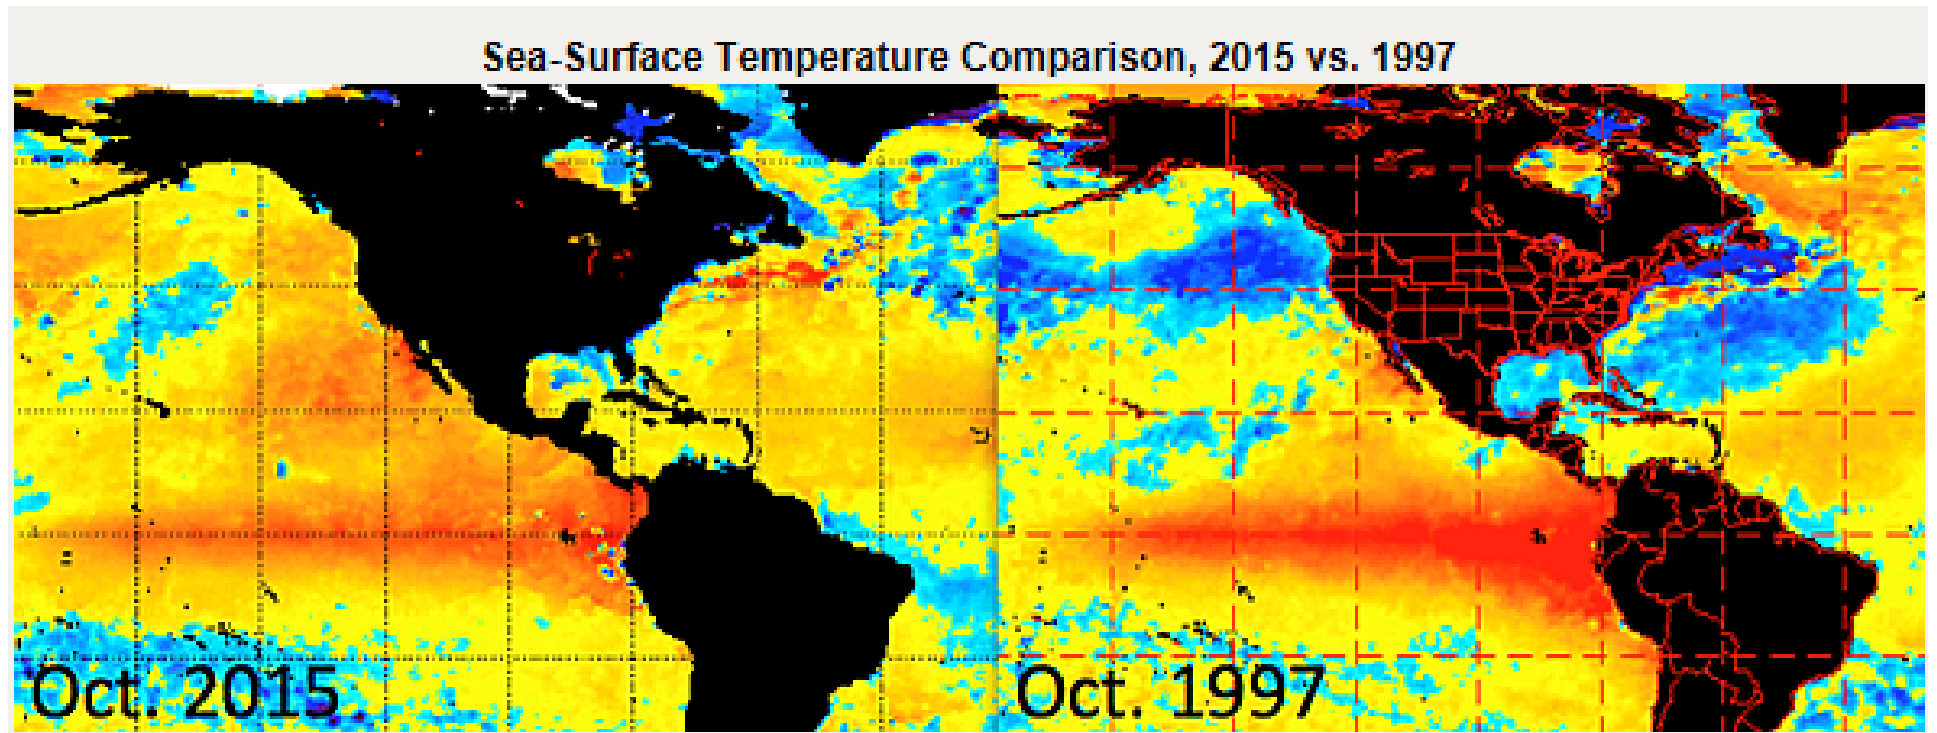 Sea-Surface Temperature Comparison, 2015 vs. 1997
Oct. 2015
Oct. 1997